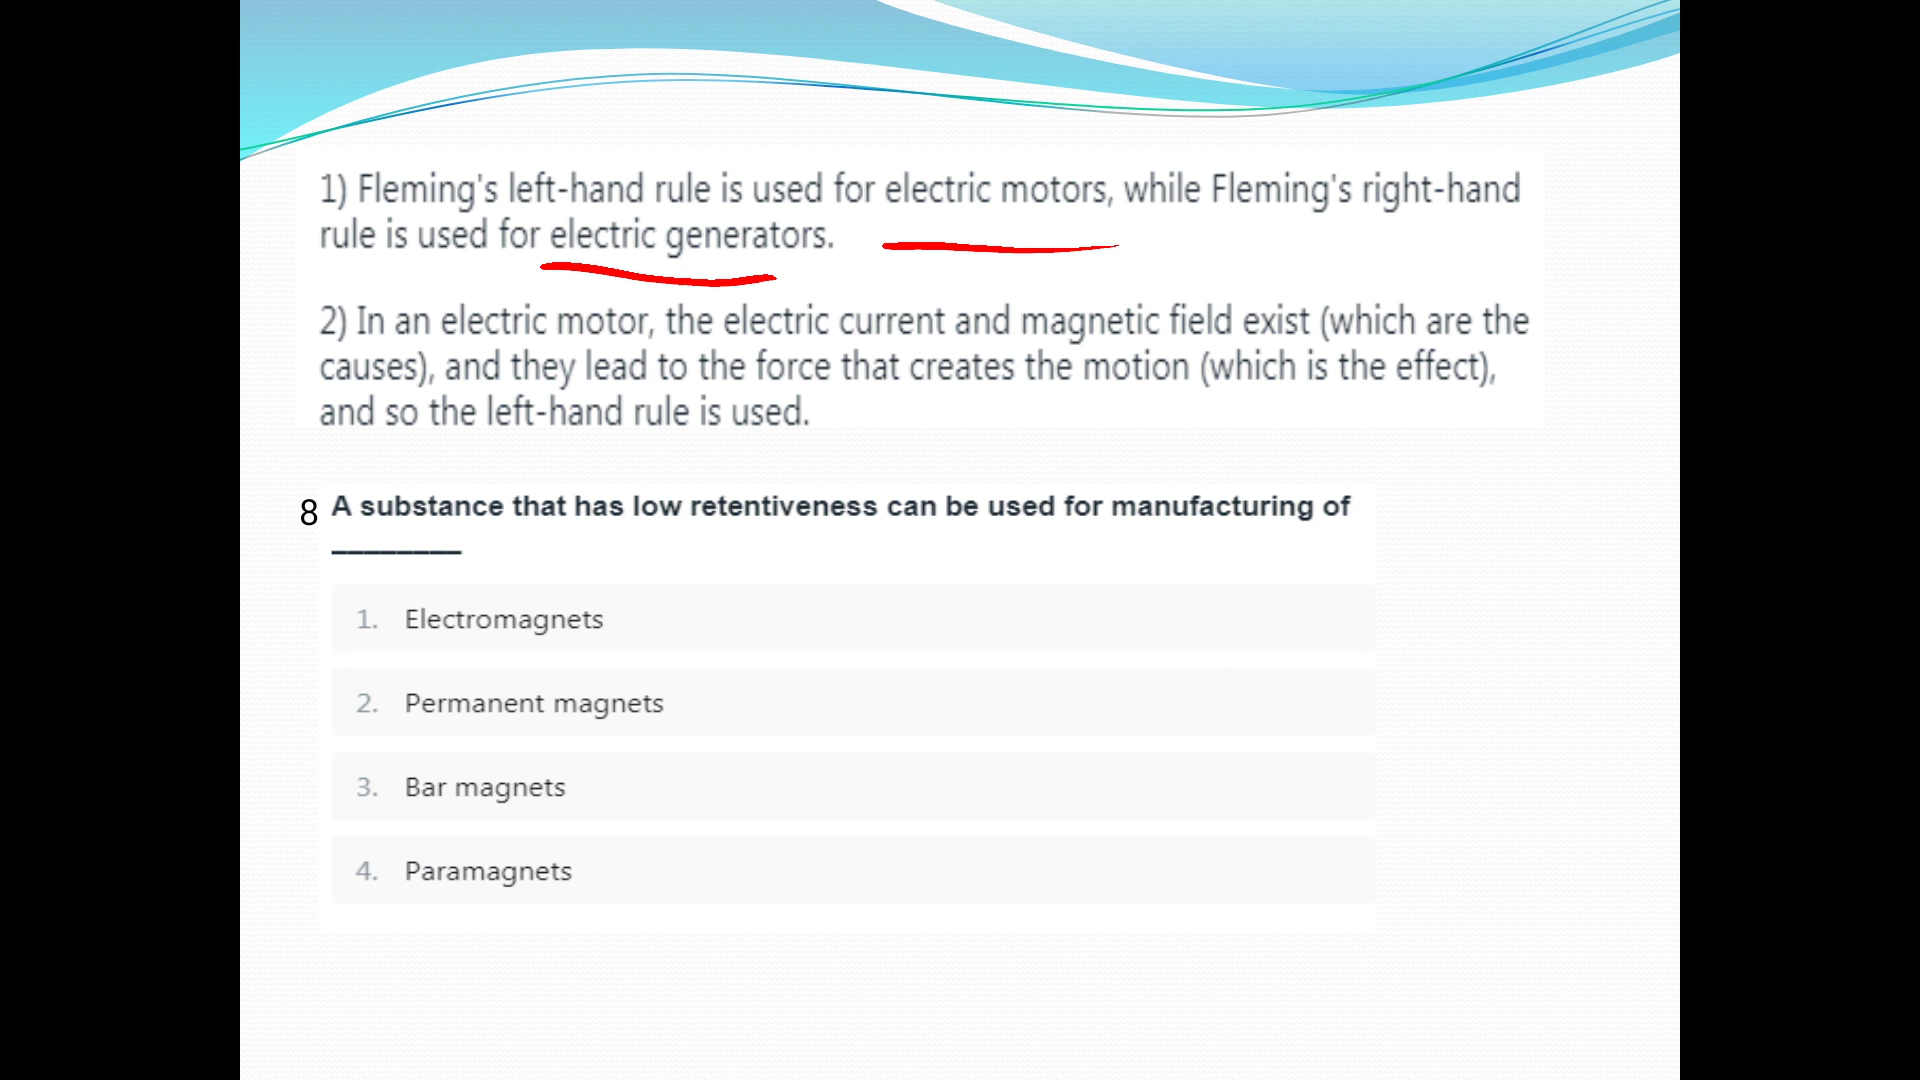 1) Fleming's left-hand rule is used for electric motors, while Fleming's right-hand
rule is used for electric generators.
2) In an electric motor, the electric current and magnetic field exist (which are the
causes), and they lead to the force that creates the motion (which is the effect),
and so the left-hand rule is used.
8 A substance that has low retentiveness can be used for manufacturing of
_________
1. Electromagnets
2. Permanent magnets
3. Bar magnets
4. Paramagnets